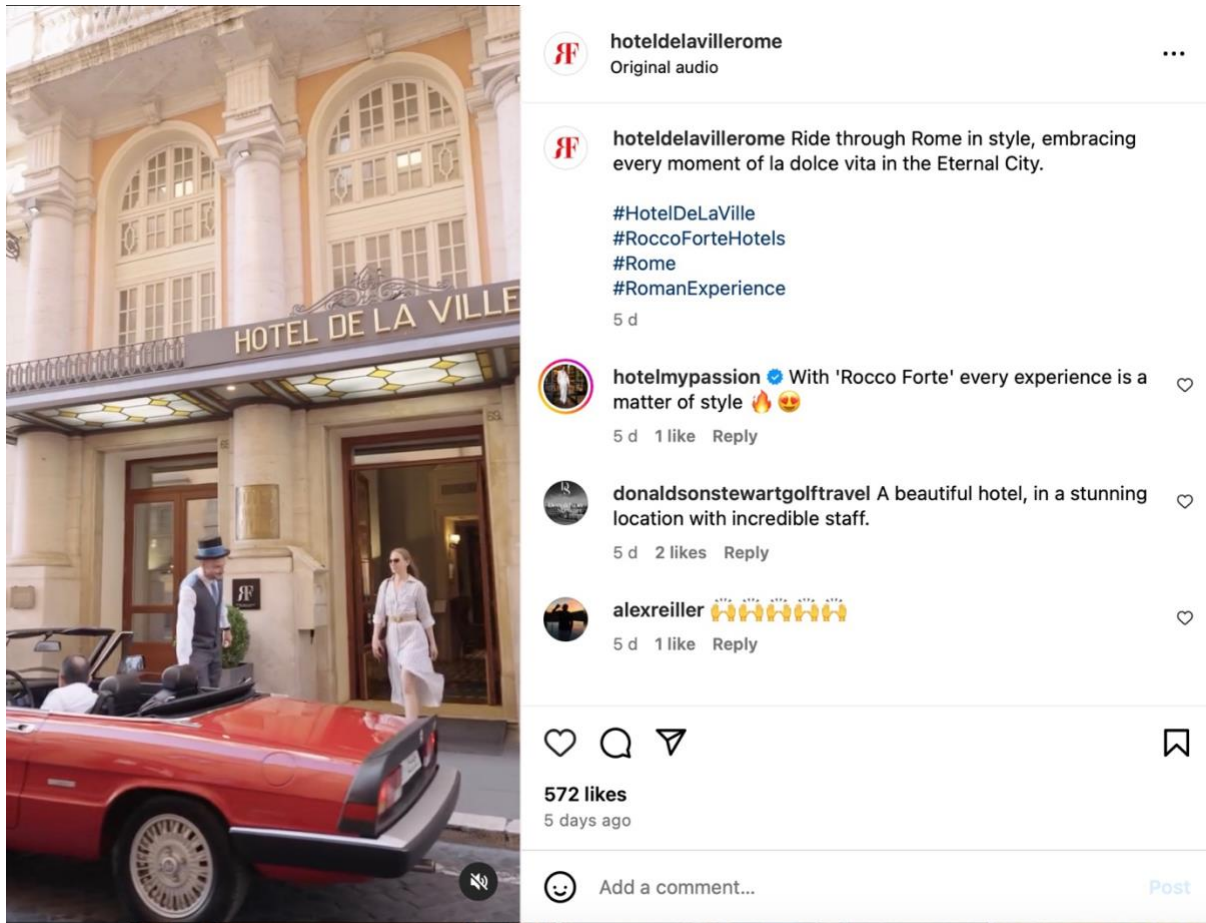 HOTEL DE LA VILLE
hoteldelavillerome
Original audio
hoteldelavillerome Ride through Rome in style, embracing
every moment of la dolce vita in the Eternal City.
#HotelDeLaVille
#RoccoForteHotels
#Rome
#RomanExperience
5 d
hotelmypassion With 'Rocco Forte' every experience is a
matter of style 🔥 😍
5 d 1 like Reply
donaldsonstewartgolftravel A beautiful hotel, in a stunning
location with incredible staff.
5 d 2 likes Reply
alexreiller 🙌🙌🙌🙌🙌
5 d 1 like Reply
572 likes
5 days ago
Add a comment...
Post